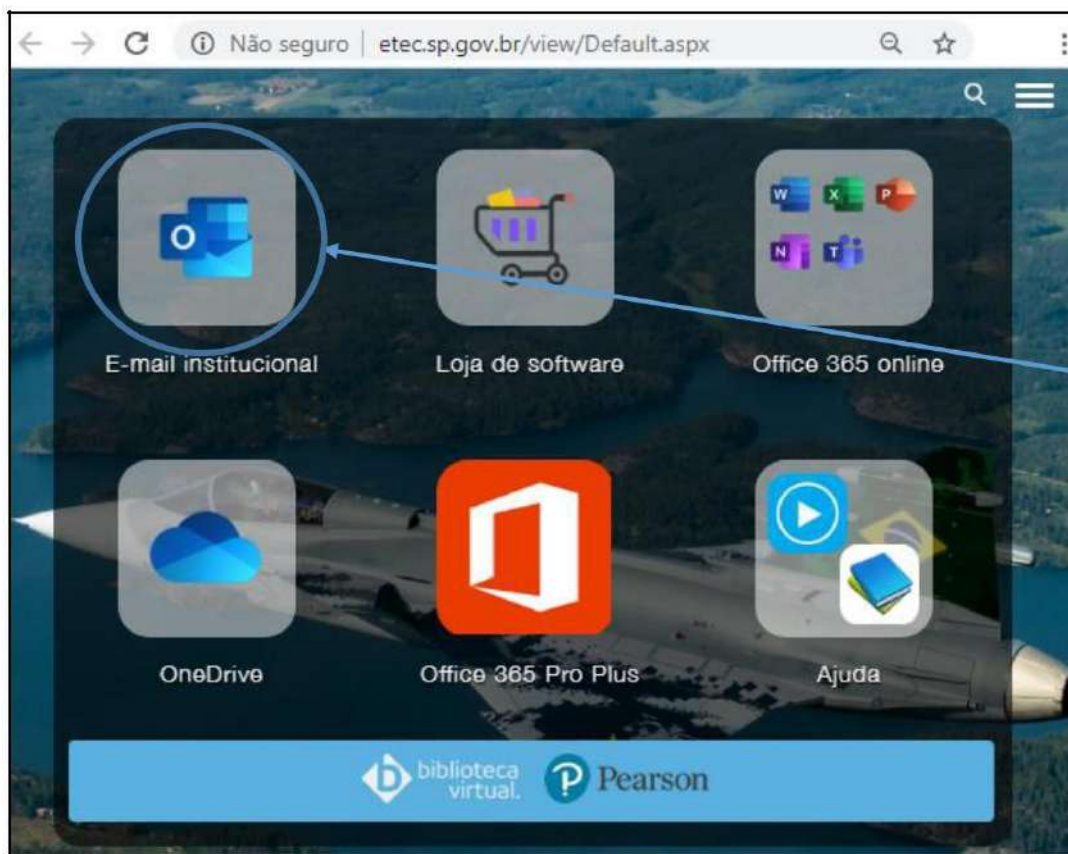 Não seguro | etec.sp.gov.br/view/Default.aspx
E-mail institucional
Loja de software
Office 365 online
OneDrive
Office 365 Pro Plus
Ajuda
biblioteca virtual. Pearson